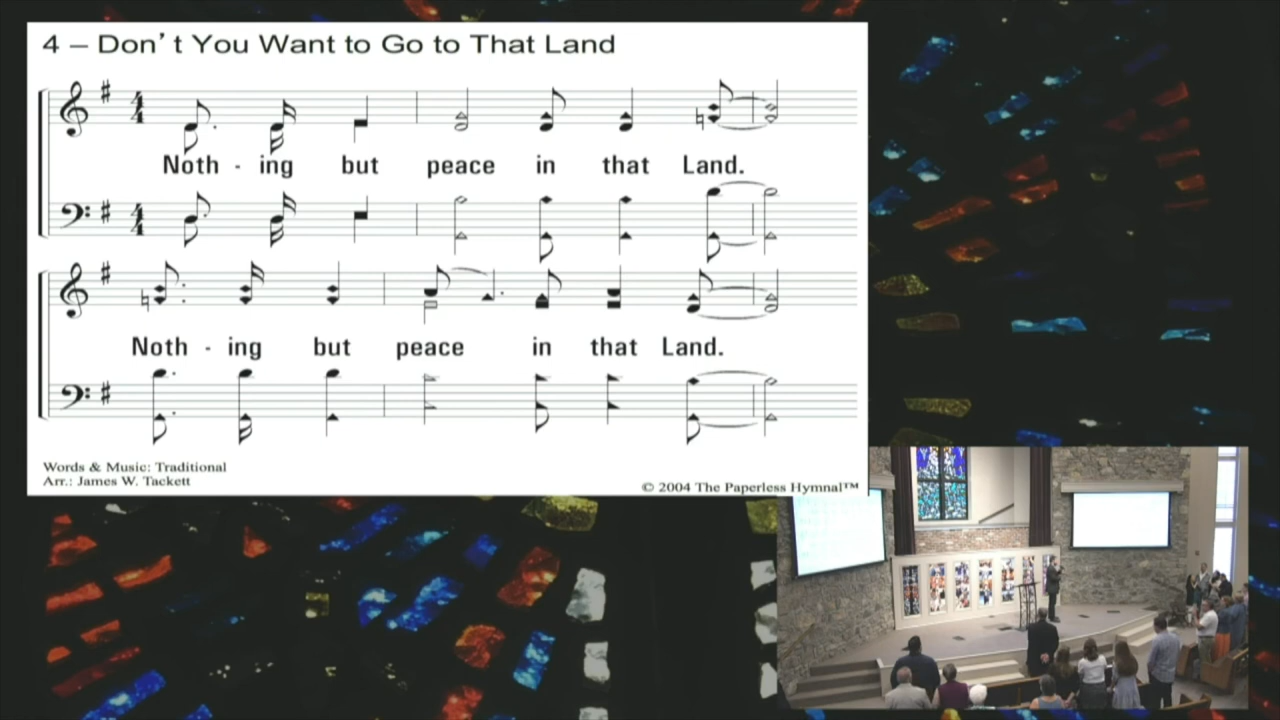 4 – Don't You Want to Go to That Land
Noth - ing but peace in that Land.
Noth - ing but peace in that Land.
Words & Music: Traditional
Arr.: James W. Tackett
© 2004 The Paperless Hymnal™